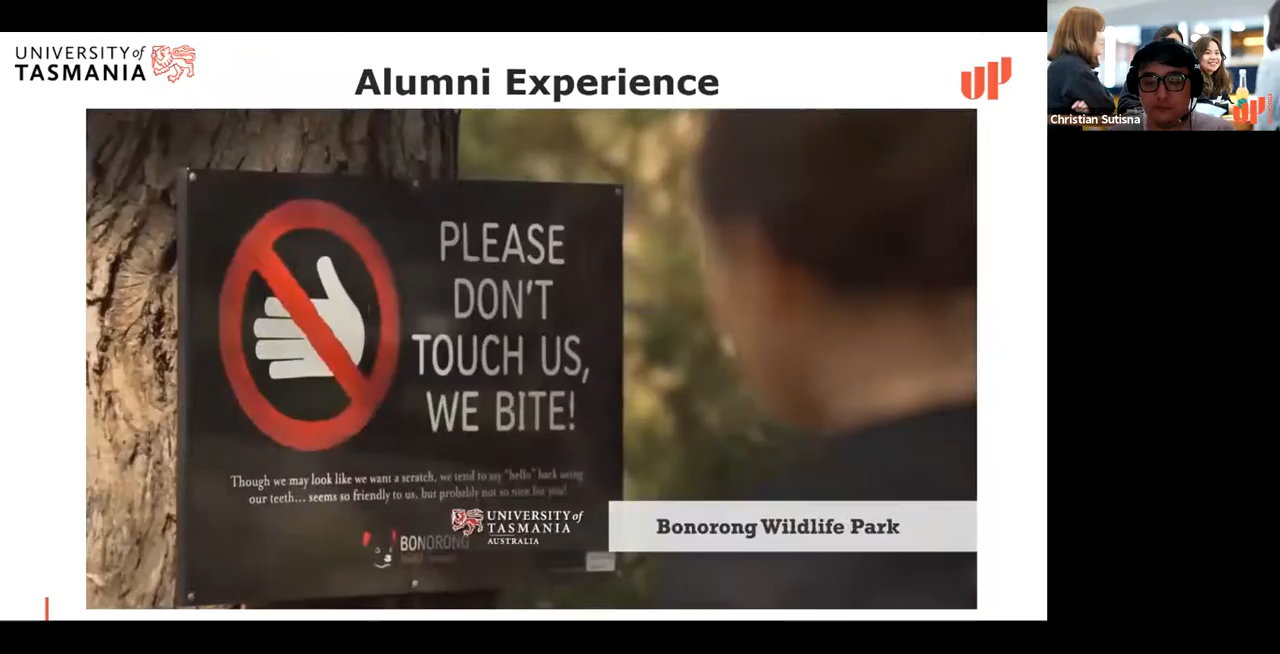 UNIVERSITY of
TASMANIA
Alumni Experience
UP
Christian Sutisna
PLEASE
DON'T
TOUCH US,
WE BITE!
Though we may look like we want a scratch, we tend to say "hello" back using
our teeth... seems so friendly to us, but probably not so nice for you!
UNIVERSITY of
TASMANIA
AUSTRALIA
BONORONG
Bonorong Wildlife Park